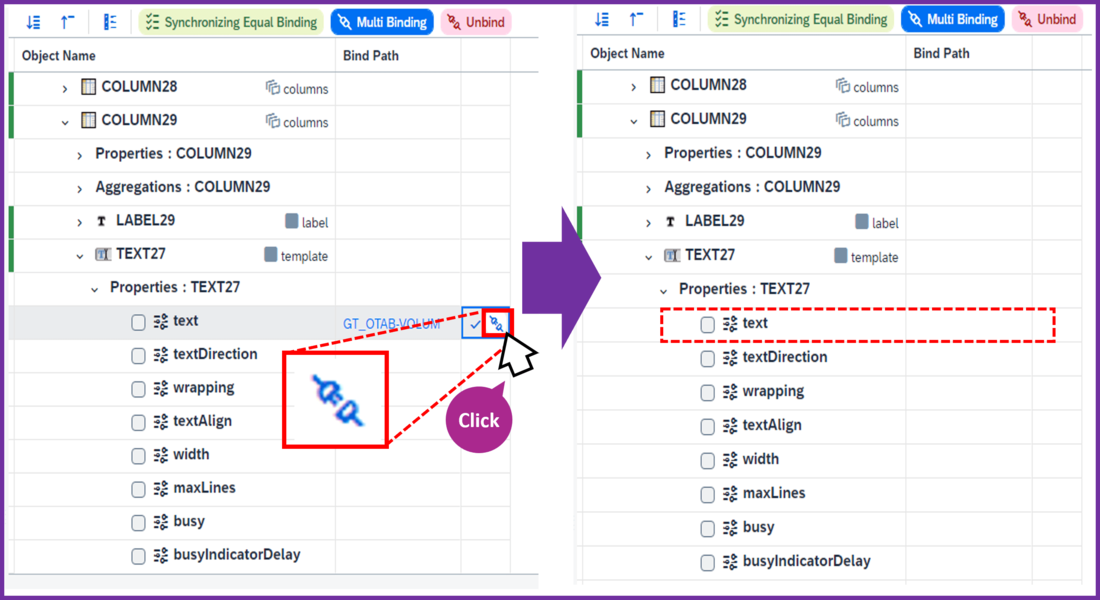 Synchronizing Equal Binding Multi Binding Unbind
Object Name Bind Path
COLUMN28 columns
COLUMN29 columns
Properties : COLUMN29
Aggregations : COLUMN29
LABEL29 label
TEXT27 template
Properties : TEXT27
text GT_OTAB-VOLUM
textDirection
wrapping
textAlign
width
maxLines
busy
busyIndicatorDelay
Click
Synchronizing Equal Binding Multi Binding Unbind
Object Name Bind Path
COLUMN28 columns
COLUMN29 columns
Properties : COLUMN29
Aggregations : COLUMN29
LABEL29 label
TEXT27 template
Properties : TEXT27
text
textDirection
wrapping
textAlign
width
maxLines
busy
busyIndicatorDelay